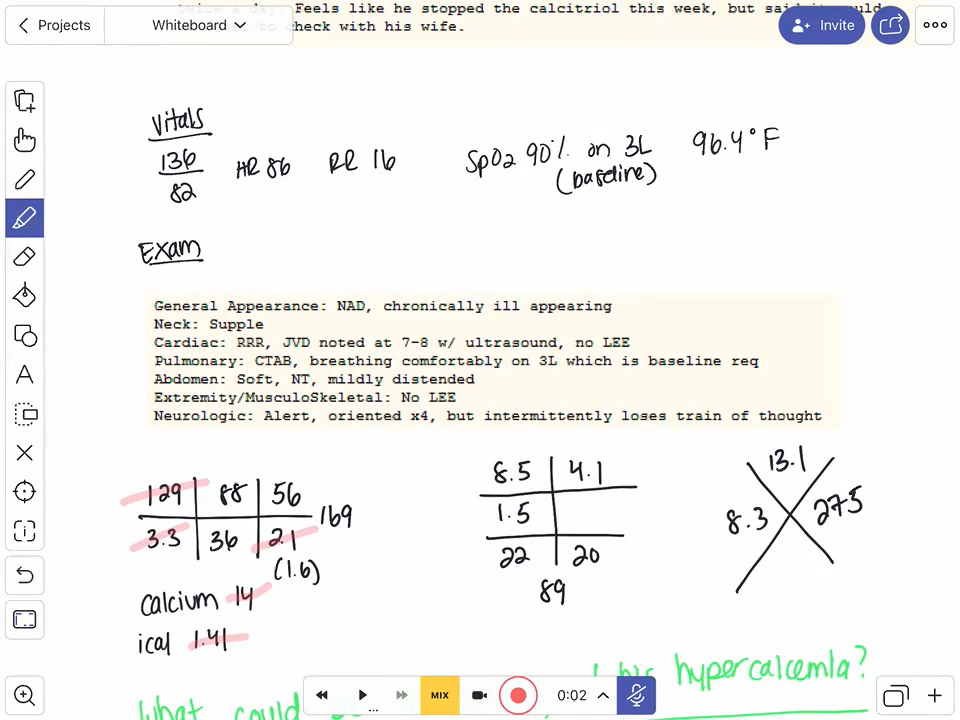 twice a day. Feels like he stopped the calcitriol this week, but said
check with his wife.
Projects
Whiteboard
Invite
Vitals
136
82
HR 86
RR 16
SpO2 90% on 3L
(baseline)
96.4°F
Exam
General Appearance: NAD, chronically ill appearing
Neck: Supple
Cardiac: RRR, JVD noted at 7-8 w/ ultrasound, no LEE
Pulmonary: CTAB, breathing comfortably on 3L which is baseline req
Abdomen: Soft, NT, mildly distended
Extremity/MusculoSkeletal: No LEE
Neurologic: Alert, oriented x4, but intermittently loses train of thought
129 88 56
169
3.3 36 2.1
(1.6)
8.5 4.1
1.5
22 20
89
13.1
8.3 275
calcium 14
ical 1.41
hypercalcemia?
What could
MIX
0:02